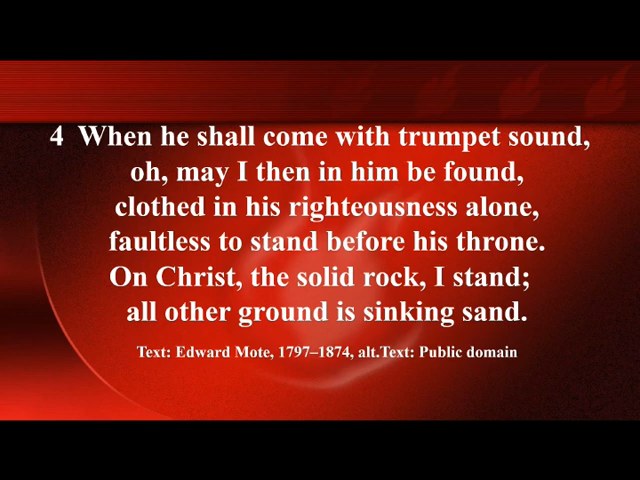 4 When he shall come with trumpet sound,
oh, may I then in him be found,
clothed in his righteousness alone,
faultless to stand before his throne.
On Christ, the solid rock, I stand;
all other ground is sinking sand.
Text: Edward Mote, 1797–1874, alt.Text: Public domain